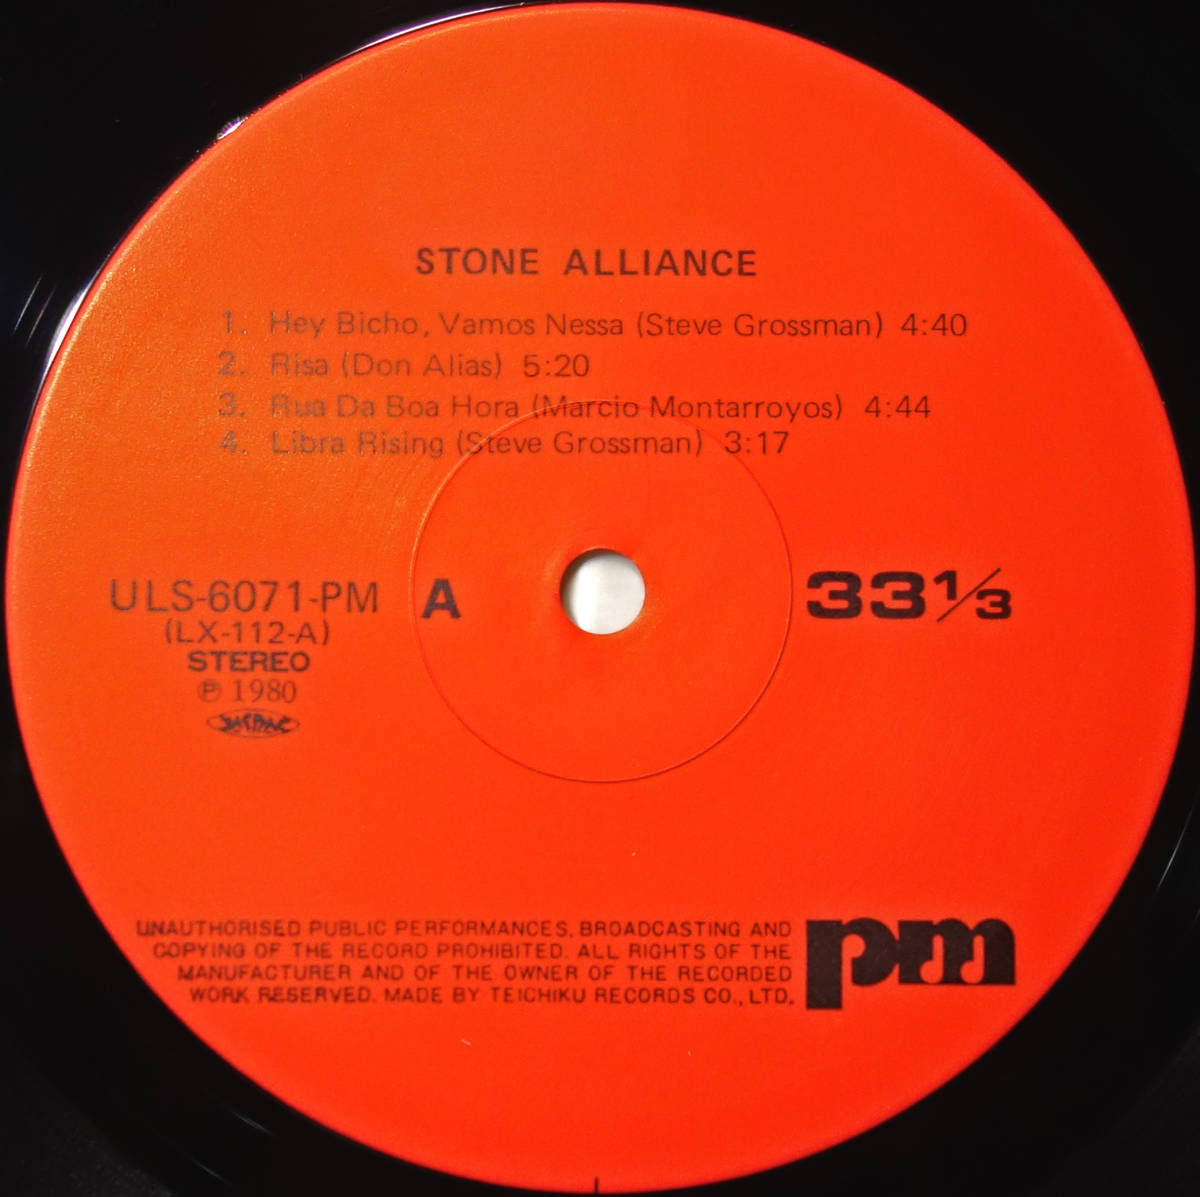 STONE ALLIANCE
1. Hey Bicho, Vamos Nessa (Steve Grossman) 4:40
2. Risa (Don Alias) 5:20
3. Rua Da Boa Hora (Marcio Montarroyos) 4:44
4. Libra Rising (Steve Grossman) 3:17
ULS-6071-PM A 33 1/3
(LX-112-A)
STEREO
℗ 1980
UNAUTHORISED PUBLIC PERFORMANCES, BROADCASTING AND
COPYING OF THE RECORD PROHIBITED. ALL RIGHTS OF THE
MANUFACTURER AND OF THE OWNER OF THE RECORDED
WORK RESERVED. MADE BY TEICHIKU RECORDS CO., LTD.
pm